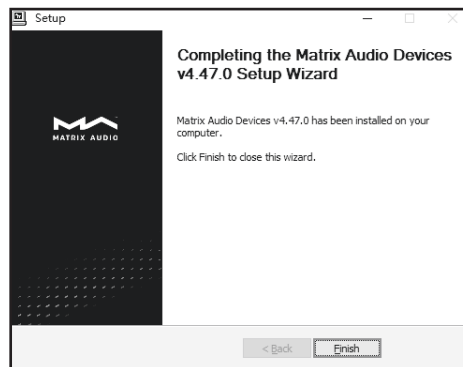 Setup
Completing the Matrix Audio Devices
v4.47.0 Setup Wizard
MATRIX AUDIO
Matrix Audio Devices v4.47.0 has been installed on your
computer.
Click Finish to close this wizard.
< Back
Finish